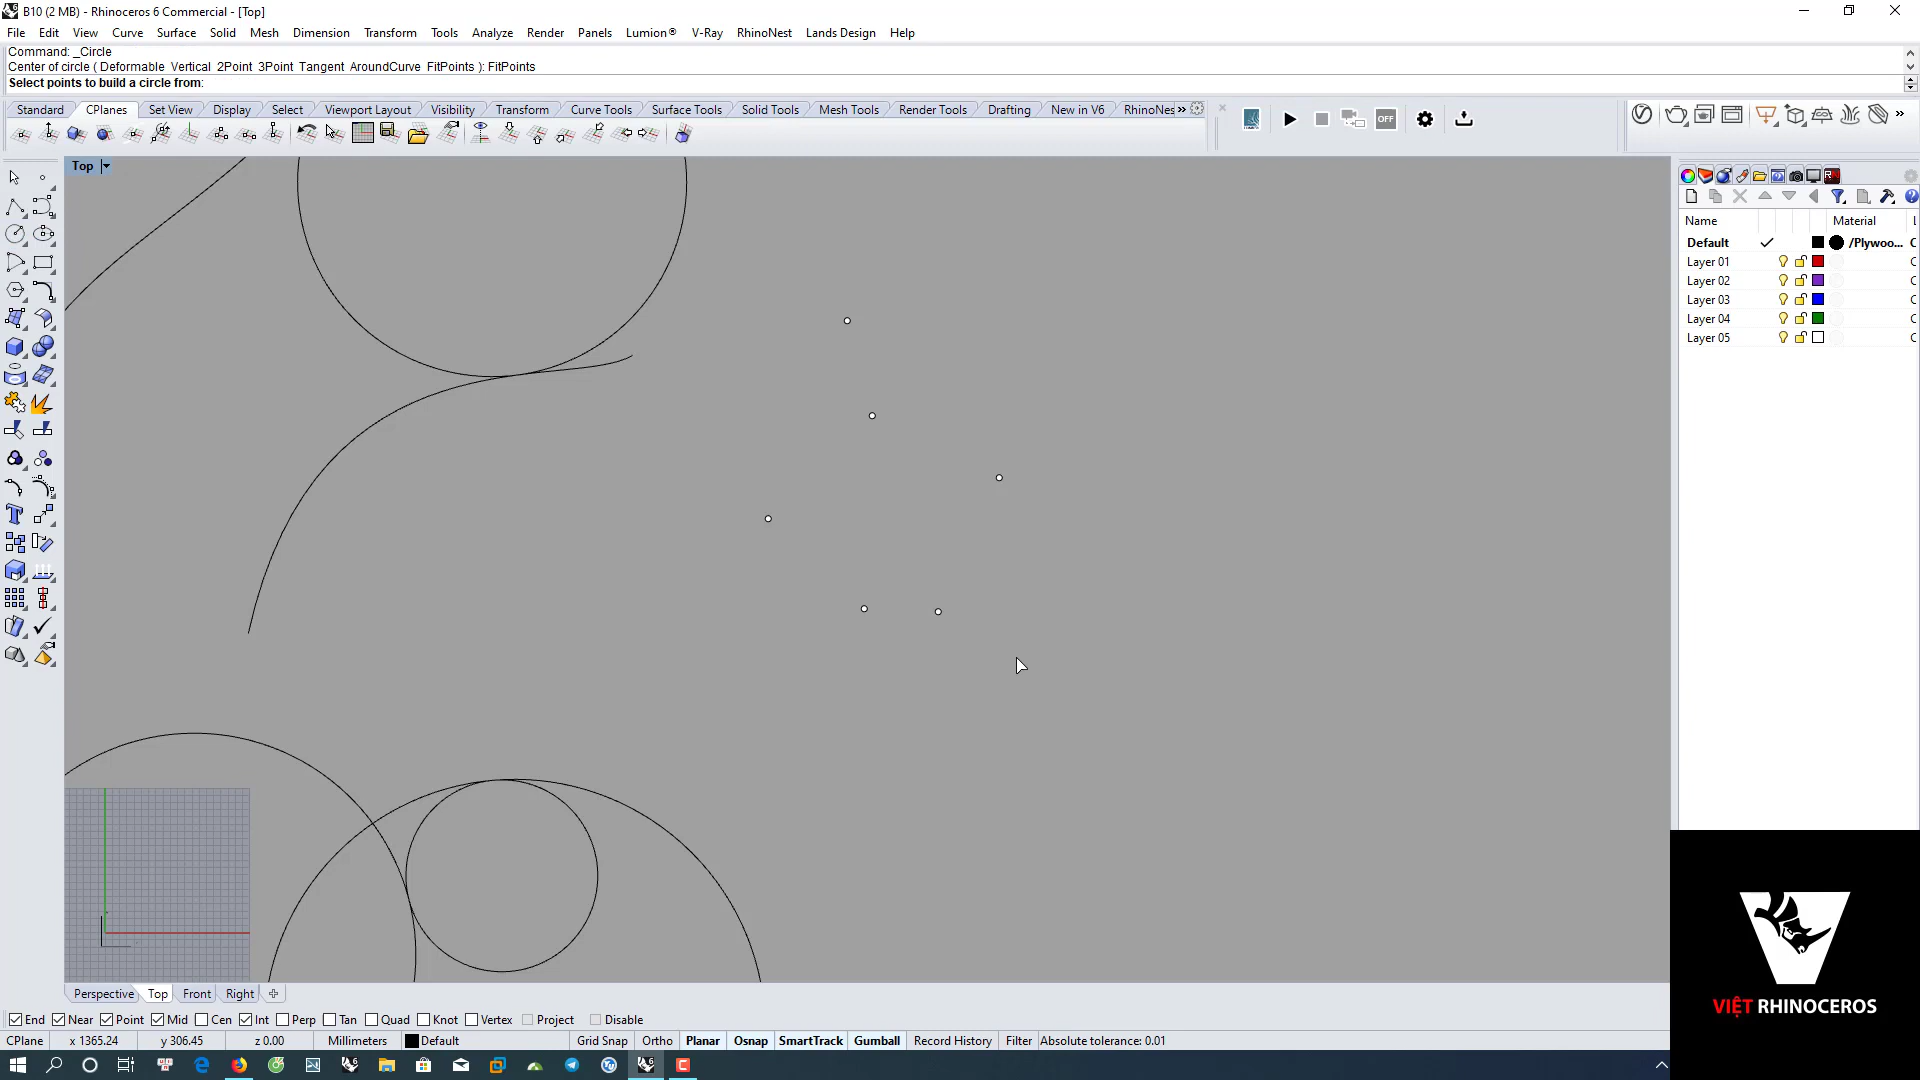 B10 (2 MB) - Rhinoceros 6 Commercial - [Top]
File Edit View Curve Surface Solid Mesh Dimension Transform Tools Analyze Render Panels Lumion® V-Ray RhinoNest Lands Design Help
Command: _Circle
Center of circle ( Deformable Vertical 2Point 3Point Tangent AroundCurve FitPoints ): FitPoints
Select points to build a circle from:
Standard CPlanes Set View Display Select Viewport Layout Visibility Transform Curve Tools Surface Tools Solid Tools Mesh Tools Render Tools Drafting New in V6 RhinoNes »
OFF
Top
Name Material L
Default /Plywoo... C
Layer 01 C
Layer 02 C
Layer 03 C
Layer 04 C
Layer 05 C
VIỆT RHINOCEROS
Perspective Top Front Right
End Near Point Mid Cen Int Perp Tan Quad Knot Vertex Project Disable
CPlane x 1365.24 y 306.45 z 0.00 Millimeters Default Grid Snap Ortho Planar Osnap SmartTrack Gumball Record History Filter Absolute tolerance: 0.01